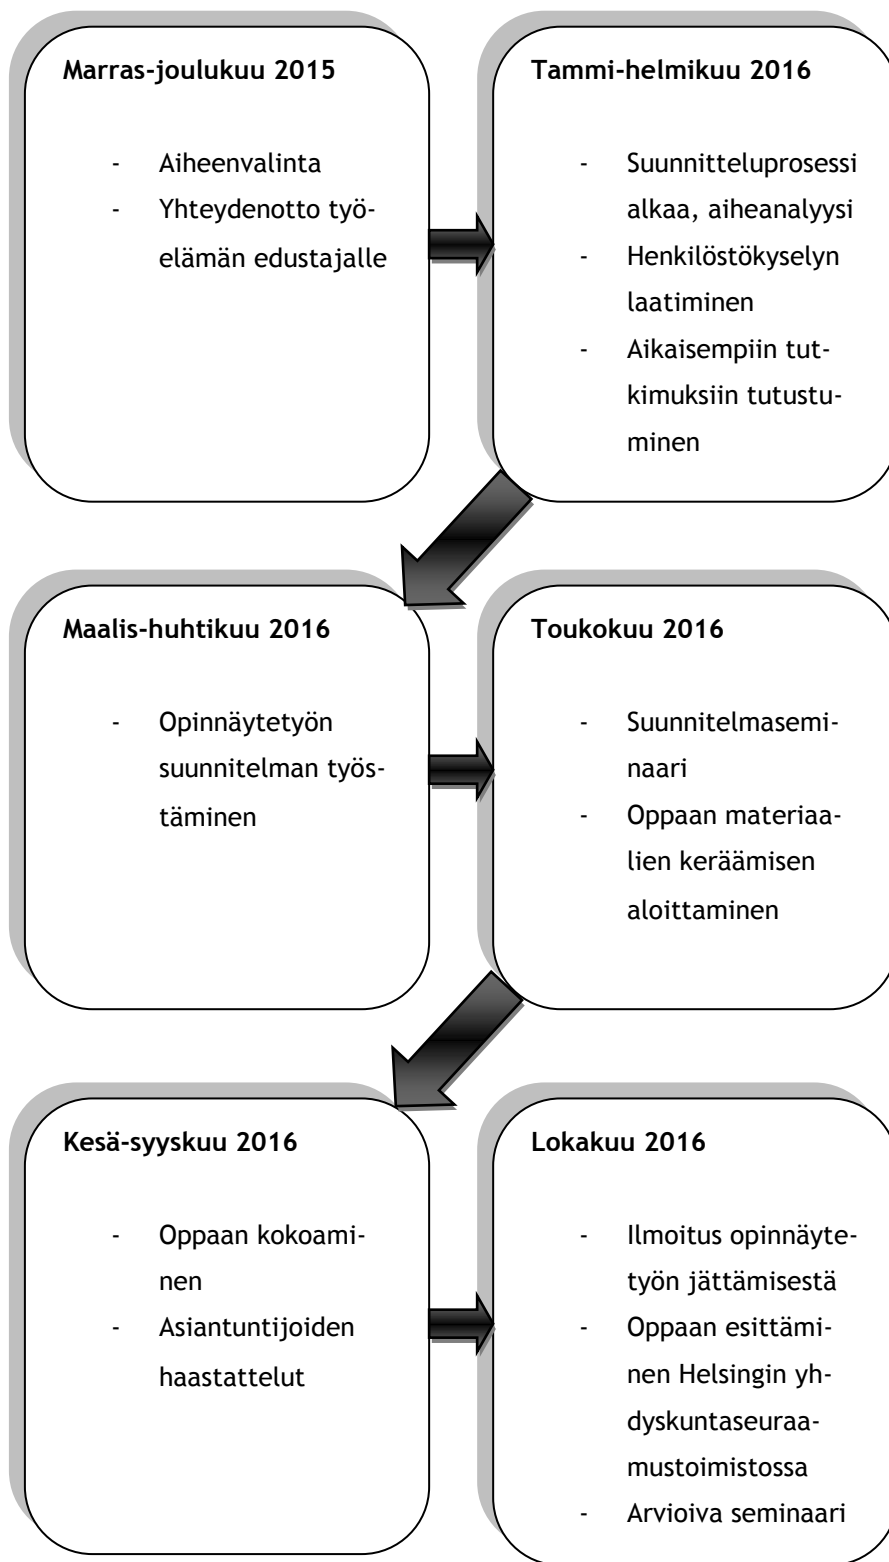 Marras-joulukuu 2015
- Aiheenvalinta
- Yhteydenotto työ-
elämän edustajalle
Tammi-helmikuu 2016
- Suunnitteluprosessi
alkaa, aiheanalyysi
- Henkilöstökyselyn
laatiminen
- Aikaisempiin tut-
kimuksiin tutustu-
minen
Maalis-huhtikuu 2016
- Opinnäytetyön
suunnitelman työs-
täminen
Toukokuu 2016
- Suunnitelmasemi-
naari
- Oppaan materiaa-
lien keräämisen
aloittaminen
Kesä-syyskuu 2016
- Oppaan kokoami-
nen
- Asiantuntijoiden
haastattelut
Lokakuu 2016
- Ilmoitus opinnäyte-
työn jättämisestä
- Oppaan esittämi-
nen Helsingin yh-
dyskuntaseuraa-
mustoimistossa
- Arvioiva seminaari